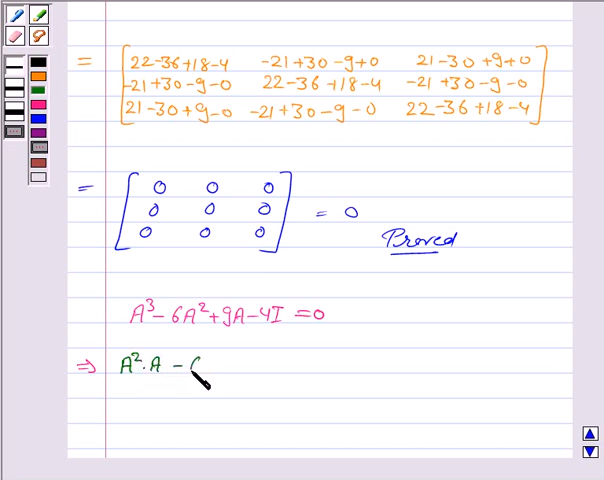 = [ 22-36+18-4 -21+30-9+0 21-30+9+0
-21+30-9-0 22-36+18-4 -21+30-9-0
21-30+9-0 -21+30-9-0 22-36+18-4 ]
= [ 0 0 0
0 0 0 = 0
0 0 0 ]
Proved
A³-6A²+9A-4I=0
⇒ A²·A - (